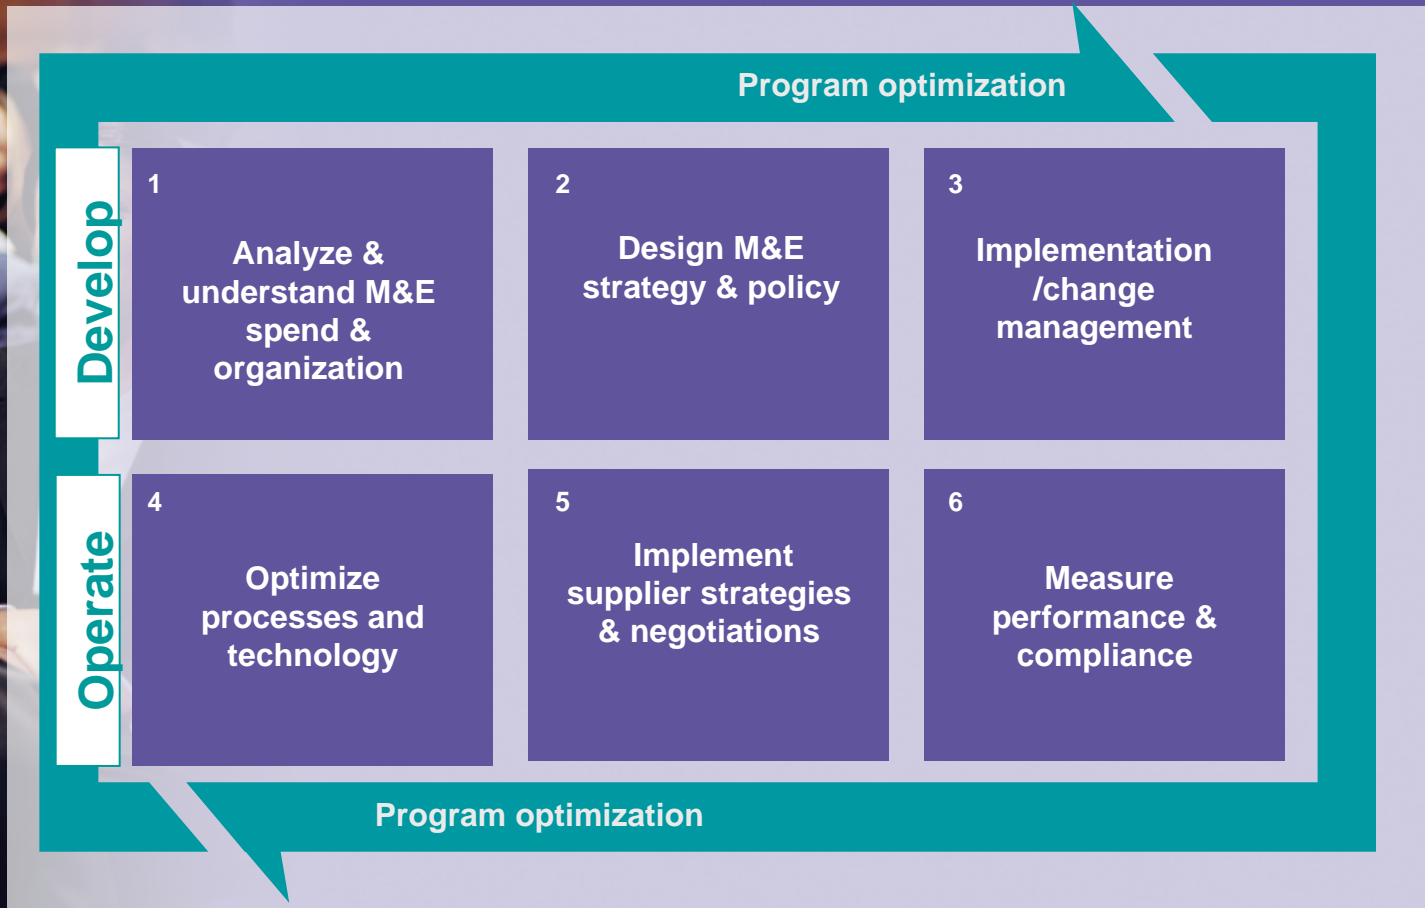 Program optimization
Develop
1
Analyze &
understand M&E
spend &
organization
2
Design M&E
strategy & policy
3
Implementation
/change
management
Operate
4
Optimize
processes and
technology
5
Implement
supplier strategies
& negotiations
6
Measure
performance &
compliance
Program optimization